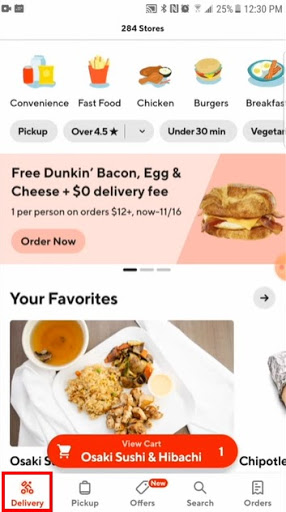 25% 12:30 PM
284 Stores
Convenience Fast Food Chicken Burgers Breakfas
Pickup Over 4.5 ★ Under 30 min Vegetar
Free Dunkin' Bacon, Egg &
Cheese + $0 delivery fee
1 per person on orders $12+, now-11/16
Order Now
Your Favorites
View Cart
Osaki Sushi & Hibachi 1
Osaki S Chipotle
New
Delivery Pickup Offers Search Orders